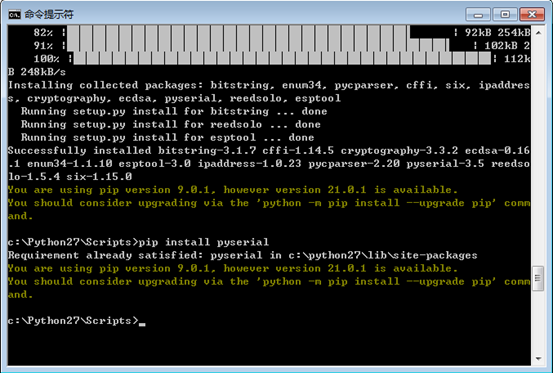 命令提示符
82% | | 92kB 254kB
91% | | 102kB 2
100% | | 112k
B 248kB/s
Installing collected packages: bitstring, enum34, pycparser, cffi, six, ipaddres
s, cryptography, ecdsa, pyserial, reedsolo, esptool
Running setup.py install for bitstring ... done
Running setup.py install for reedsolo ... done
Running setup.py install for esptool ... done
Successfully installed bitstring-3.1.7 cffi-1.14.5 cryptography-3.3.2 ecdsa-0.16
.1 enum34-1.1.10 esptool-3.0 ipaddress-1.0.23 pycparser-2.20 pyserial-3.5 reedso
lo-1.5.4 six-1.15.0
You are using pip version 9.0.1, however version 21.0.1 is available.
You should consider upgrading via the 'python -m pip install --upgrade pip' comm
and.
c:\Python27\Scripts>pip install pyserial
Requirement already satisfied: pyserial in c:\python27\lib\site-packages
You are using pip version 9.0.1, however version 21.0.1 is available.
You should consider upgrading via the 'python -m pip install --upgrade pip' comm
and.
c:\Python27\Scripts>